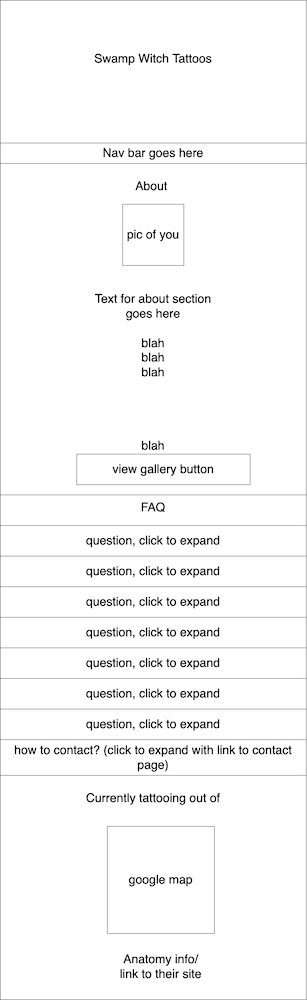 Swamp Witch Tattoos
Nav bar goes here
About
pic of you
Text for about section
goes here
blah
blah
blah
blah
view gallery button
FAQ
question, click to expand
question, click to expand
question, click to expand
question, click to expand
question, click to expand
question, click to expand
question, click to expand
how to contact? (click to expand with link to contact
page)
Currently tattooing out of
google map
Anatomy info/
link to their site